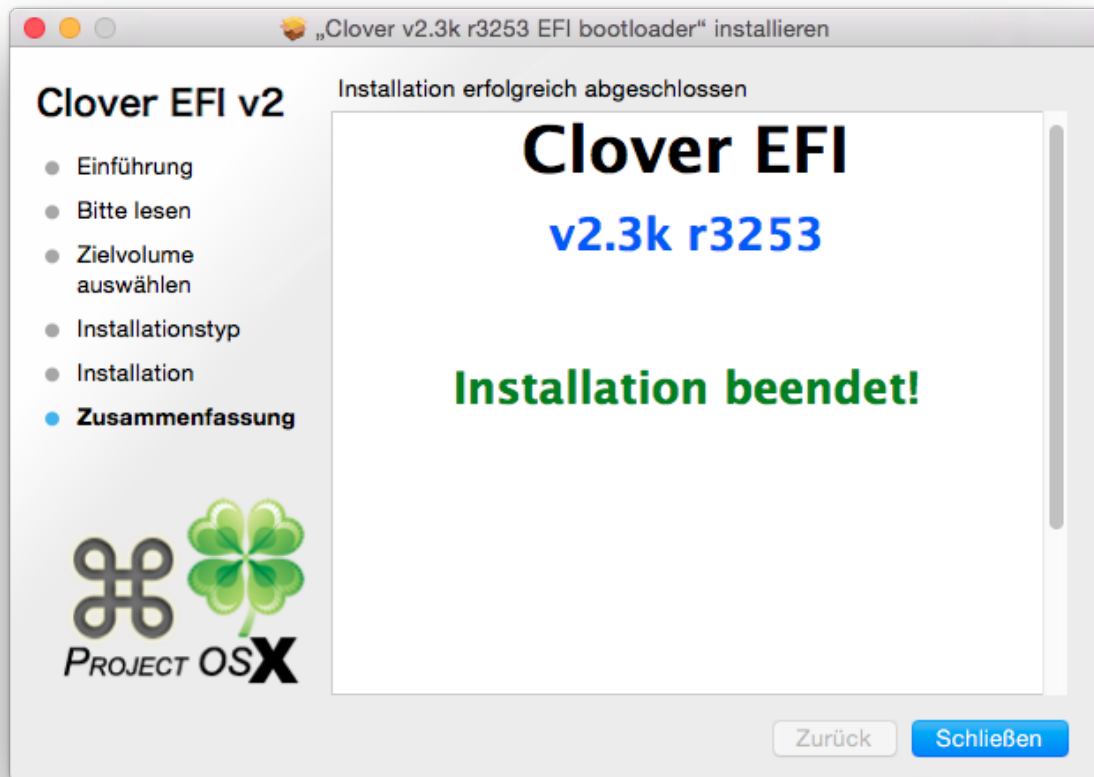 „Clover v2.3k r3253 EFI bootloader“ installieren
Clover EFI v2
Einführung
Bitte lesen
Zielvolume
auswählen
Installationstyp
Installation
Zusammenfassung
PROJECT OSX
Installation erfolgreich abgeschlossen
Clover EFI
v2.3k r3253
Installation beendet!
Zurück
Schließen